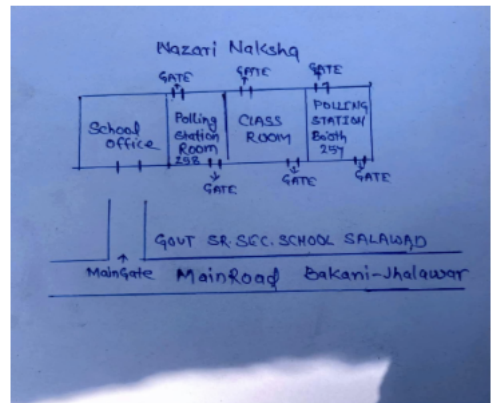 Nazari Naksha
GATE GATE GATE
School office
Polling Station Room 258
CLASS ROOM
POLLING STATION/ Booth 257
GATE GATE GATE
GOVT SR. SEC. SCHOOL SALAWAD
MainGate MainRoad Bakani-Jhalawar